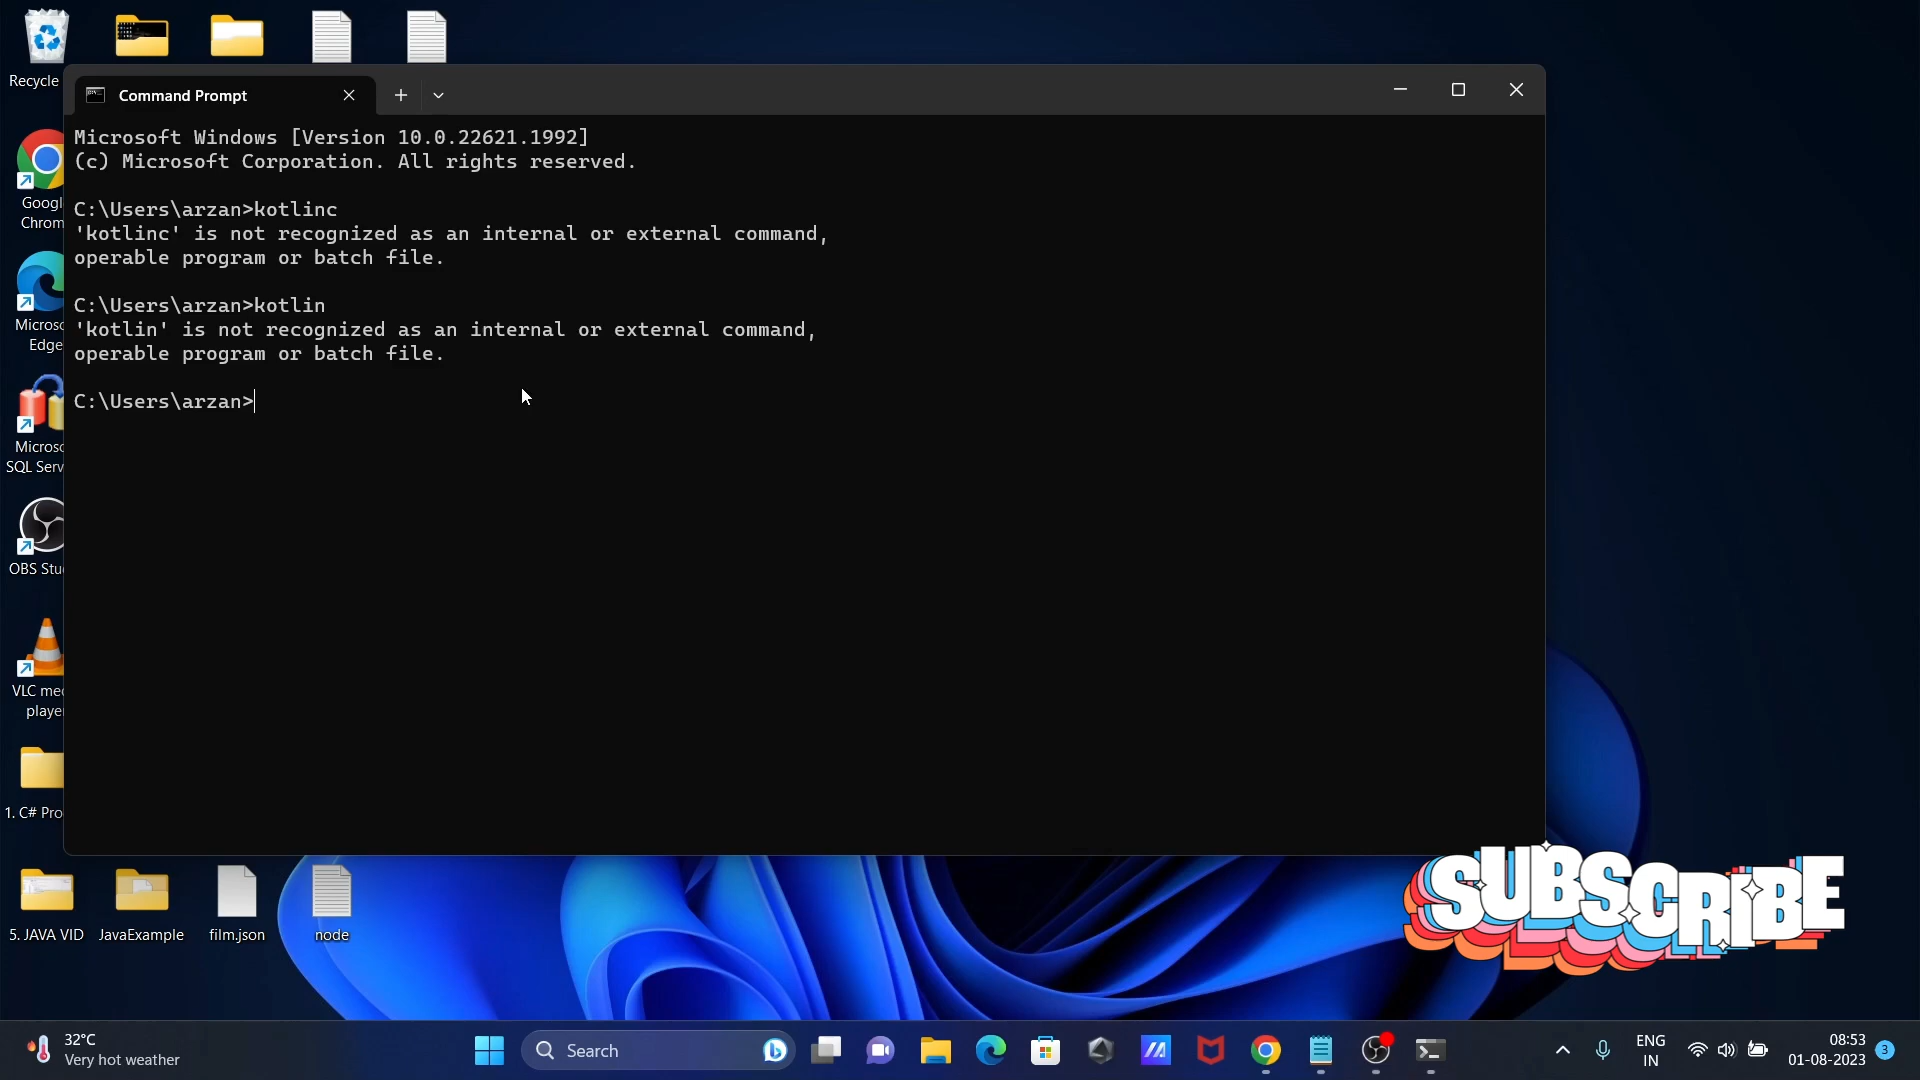 Recycle
Command Prompt
Microsoft Windows [Version 10.0.22621.1992]
(c) Microsoft Corporation. All rights reserved.
C:\Users\arzan>kotlinc
'kotlinc' is not recognized as an internal or external command,
operable program or batch file.
C:\Users\arzan>kotlin
'kotlin' is not recognized as an internal or external command,
operable program or batch file.
C:\Users\arzan>
Googl
Chrom
Micros
Edge
Microso
SQL Serv
OBS Stu
VLC me
playe
1. C# Pro
5. JAVA VID
JavaExample
film.json
node
SUBSCRIBE
32°C
Very hot weather
Search
ENG
IN
08:53
01-08-2023
3